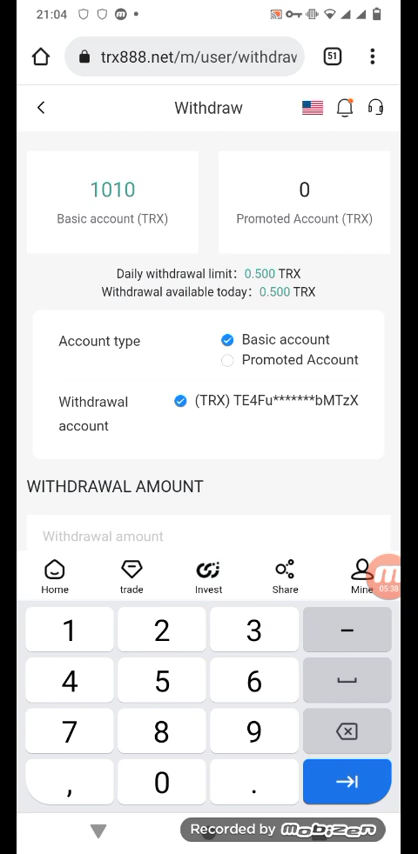 21:04
trx888.net/m/user/withdraw
51
Withdraw
1010
Basic account (TRX)
0
Promoted Account (TRX)
Daily withdrawal limit: 0.500 TRX
Withdrawal available today: 0.500 TRX
Account type
Basic account
Promoted Account
Withdrawal account
(TRX) TE4Fu*******bMTzX
WITHDRAWAL AMOUNT
Withdrawal amount
Home
trade
Invest
Share
Mine
m
05:38
1 2 3 –
4 5 6
7 8 9
, 0 .
Recorded by mobizen